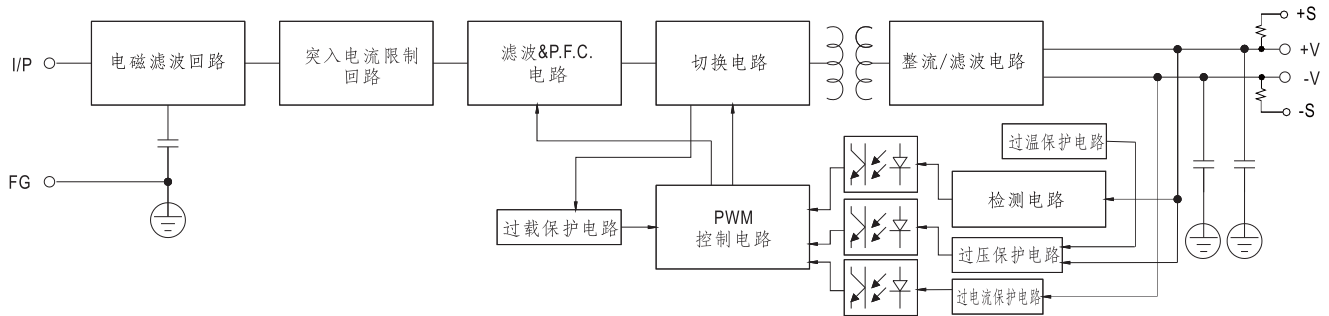 +S
I/P
电磁滤波回路
突入电流限制
回路
滤波&P.F.C.
电路
切换电路
整流/滤波电路
+V
-V
-S
FG
过载保护电路
PWM
控制电路
过温保护电路
检测电路
过压保护电路
过电流保护电路